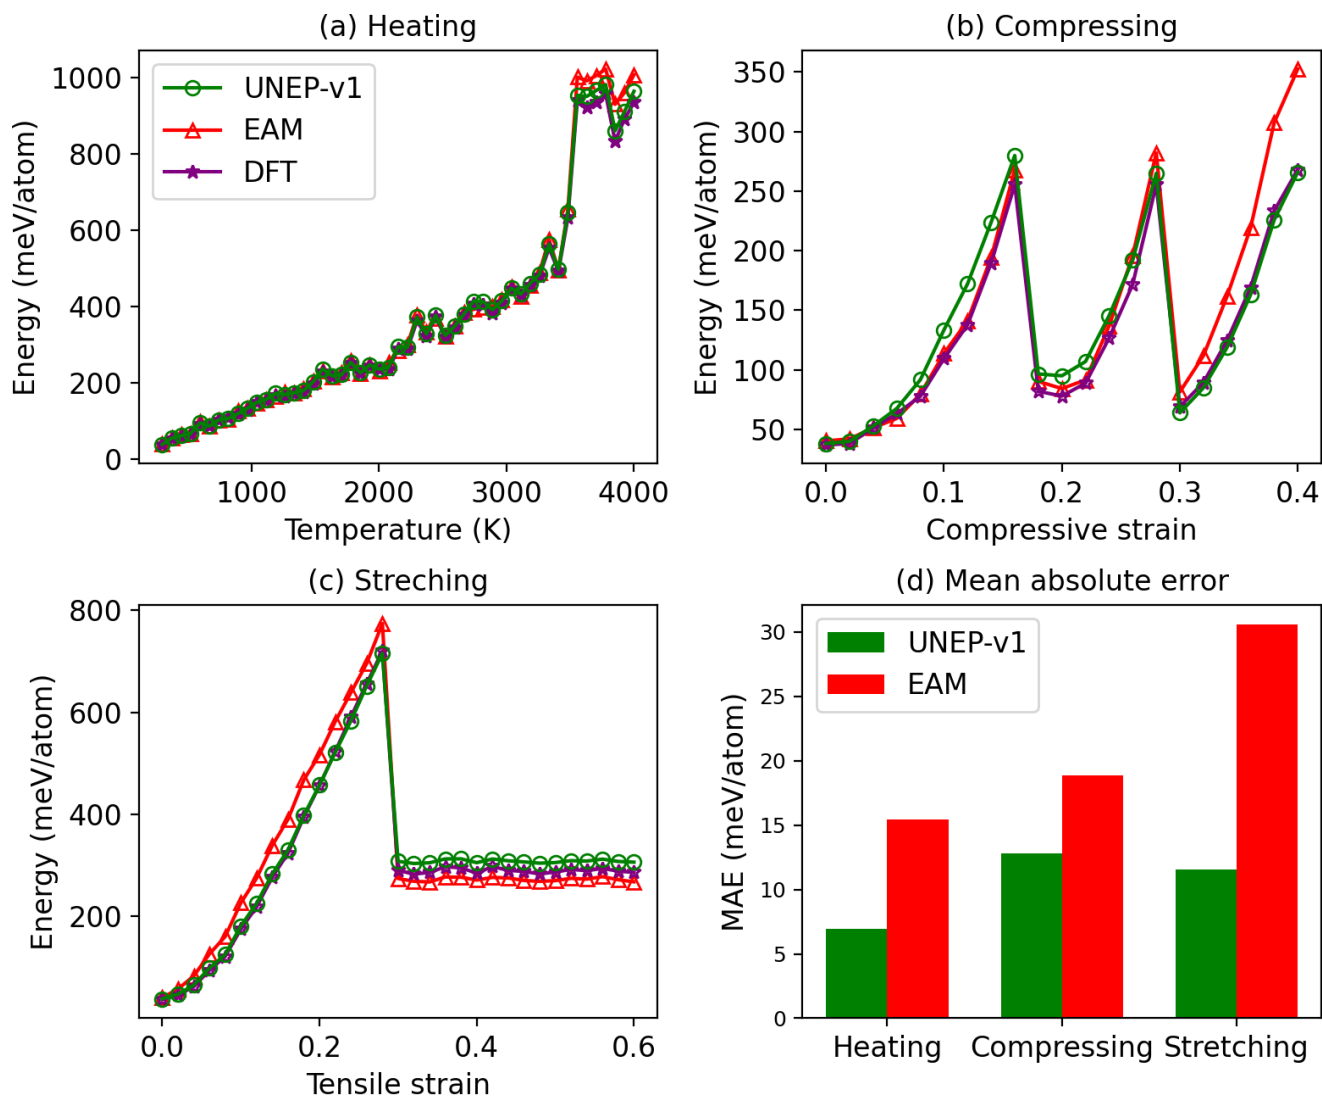 (a) Heating
Energy (meV/atom)
1000
800
600
400
200
0
UNEP-v1
EAM
DFT
1000 2000 3000 4000
Temperature (K)
(b) Compressing
Energy (meV/atom)
350
300
250
200
150
100
50
0.0 0.1 0.2 0.3 0.4
Compressive strain
(c) Streching
Energy (meV/atom)
800
600
400
200
0.0 0.2 0.4 0.6
Tensile strain
(d) Mean absolute error
MAE (meV/atom)
30
25
20
15
10
5
0
UNEP-v1
EAM
Heating Compressing Stretching